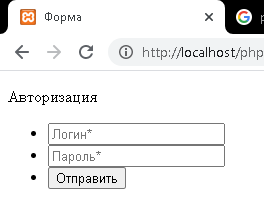 Форма
http://localhost/php
Авторизация
Логин*
Пароль*
Отправить